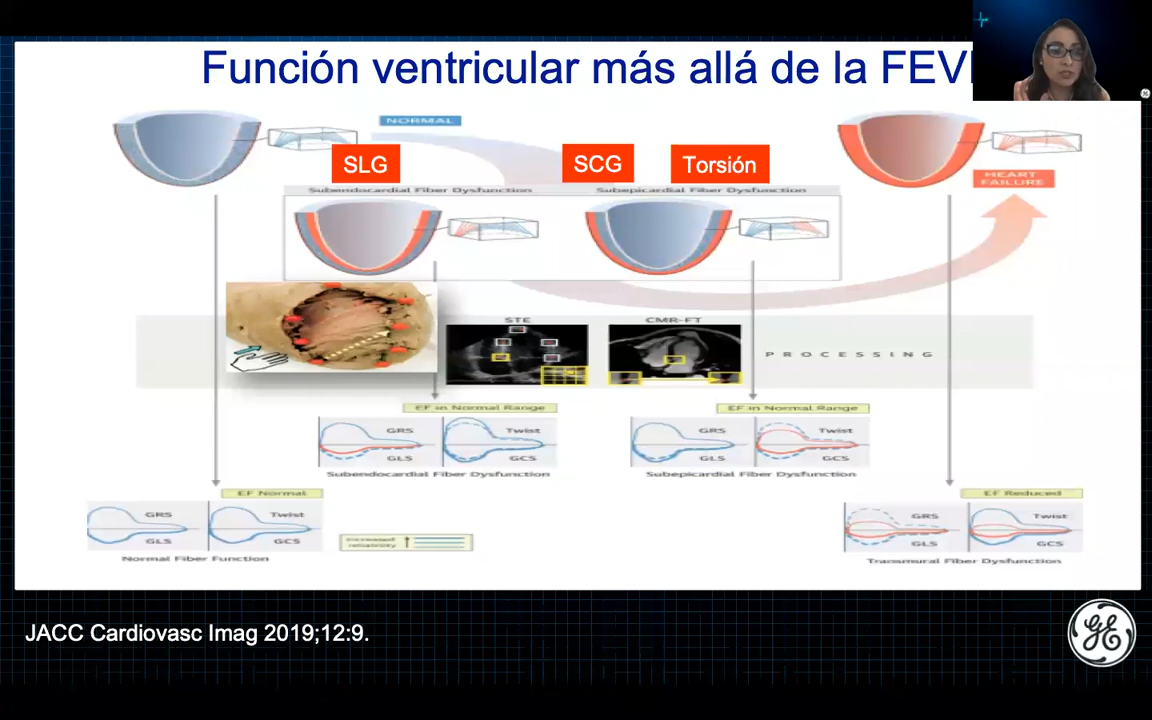 Función ventricular más allá de la FEVI
NORMAL
SLG
SCG
Torsión
HEART
FAILURE
Subendocardial Fiber Dysfunction
Subepicardial Fiber Dysfunction
STE
CMR-FT
PROCESSING
EF in Normal Range
EF in Normal Range
GRS
Twist
GRS
Twist
GLS
GCS
GLS
GCS
Subendocardial Fiber Dysfunction
Subepicardial Fiber Dysfunction
EF Normal
EF Reduced
GRS
Twist
GRS
Twist
GLS
GCS
GLS
GCS
Increased
reliability
Normal Fiber Function
Transmural Fiber Dysfunction
JACC Cardiovasc Imag 2019;12:9.
GE